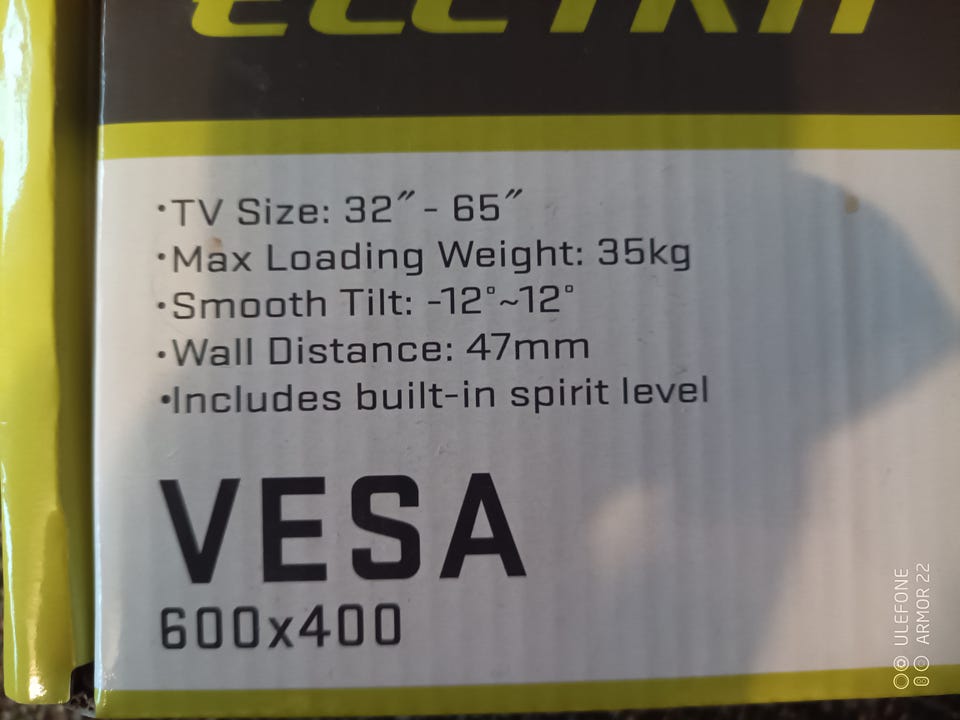 •TV Size: 32″ - 65″
•Max Loading Weight: 35kg
•Smooth Tilt: -12°~12°
•Wall Distance: 47mm
•Includes built-in spirit level
VESA
600x400
ULEFONE
ARMOR 22